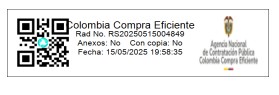 Colombia Compra Eficiente
Rad No. RS20250515004849
Anexos: No Con copia: No
Fecha: 15/05/2025 19:58:35
Agencia Nacional
de Contratación Pública
Colombia Compra Eficiente